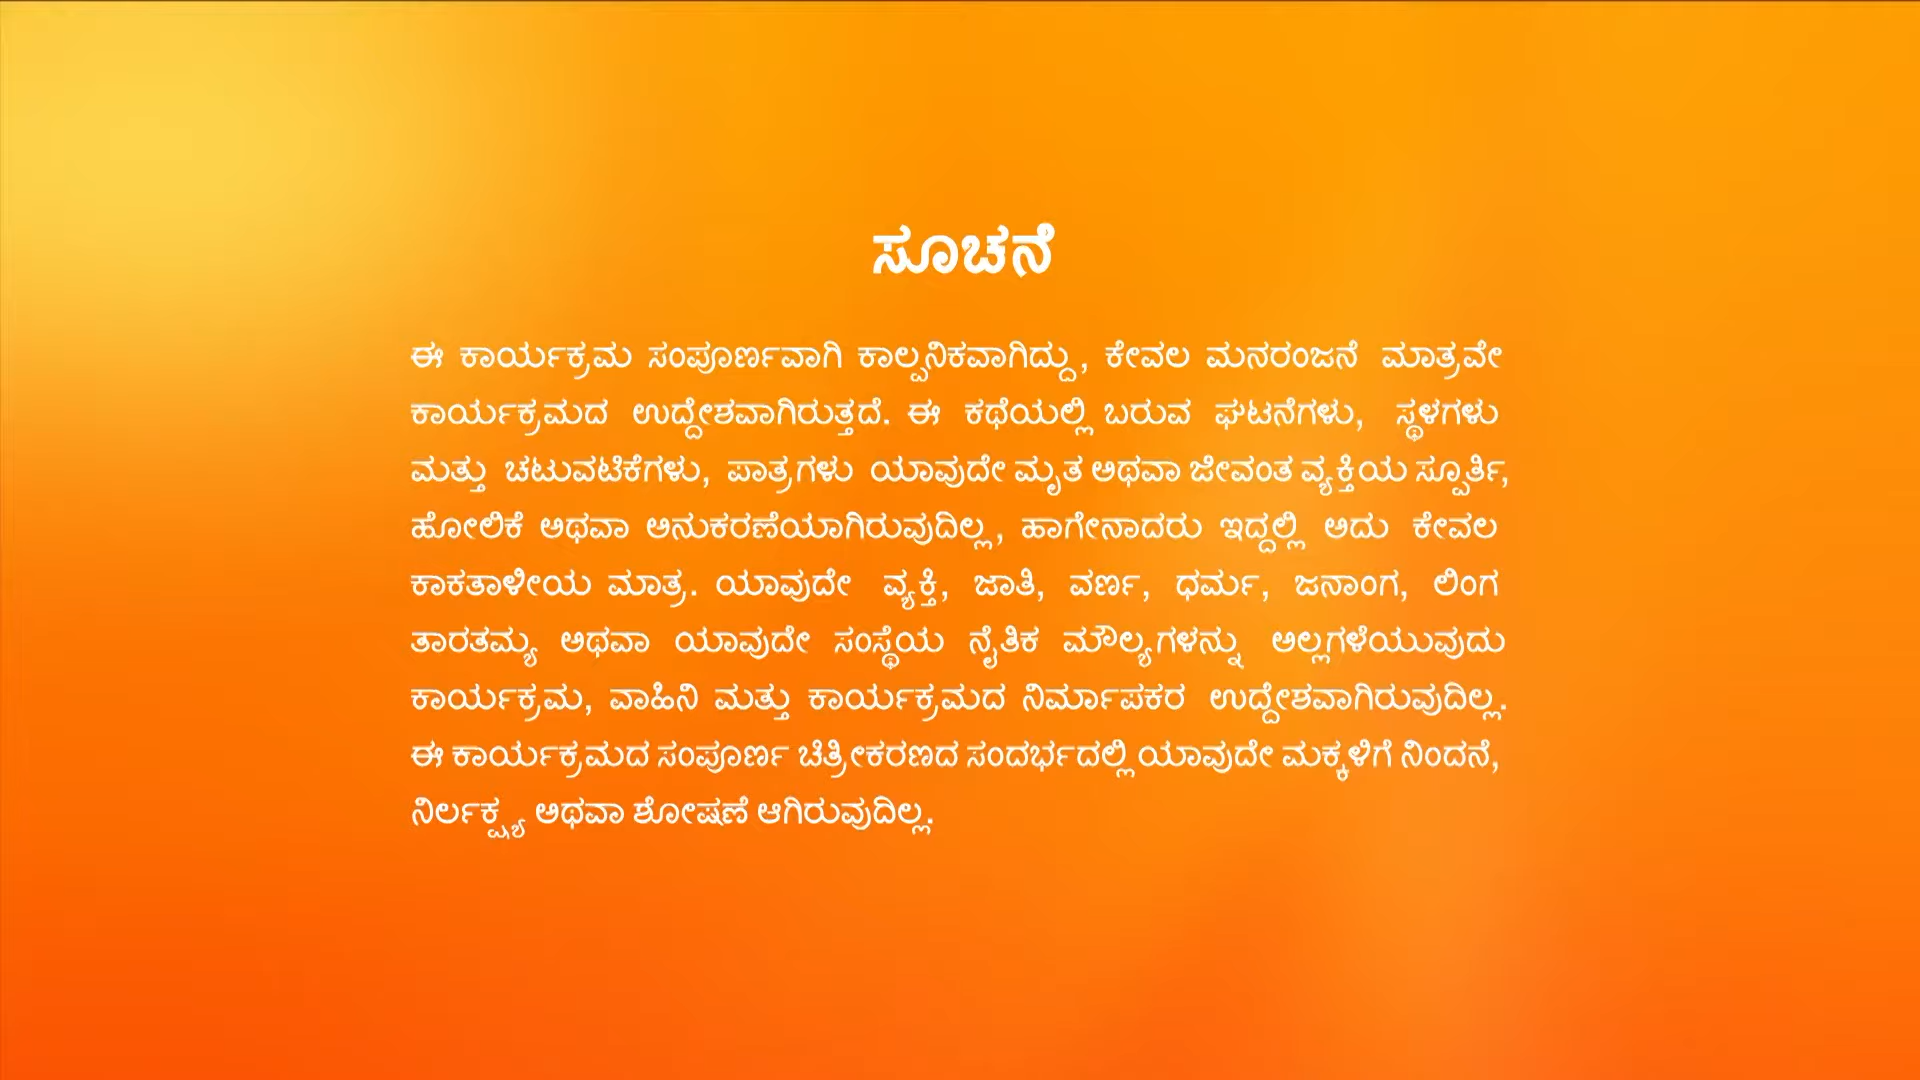 ಸೂಚನೆ
ಈ ಕಾರ್ಯಕ್ರಮ ಸಂಪೂರ್ಣವಾಗಿ ಕಾಲ್ಪನಿಕವಾಗಿದ್ದು, ಕೇವಲ ಮನರಂಜನೆ ಮಾತ್ರವೇ
ಕಾರ್ಯಕ್ರಮದ ಉದ್ದೇಶವಾಗಿರುತ್ತದೆ. ಈ ಕಥೆಯಲ್ಲಿ ಬರುವ ಘಟನೆಗಳು, ಸ್ಥಳಗಳು
ಮತ್ತು ಚಟುವಟಿಕೆಗಳು, ಪಾತ್ರಗಳು ಯಾವುದೇ ಮೃತ ಅಥವಾ ಜೀವಂತ ವ್ಯಕ್ತಿಯ ಸ್ಪೂರ್ತಿ,
ಹೋಲಿಕೆ ಅಥವಾ ಅನುಕರಣೆಯಾಗಿರುವುದಿಲ್ಲ, ಹಾಗೇನಾದರು ಇದ್ದಲ್ಲಿ ಅದು ಕೇವಲ
ಕಾಕತಾಳೀಯ ಮಾತ್ರ. ಯಾವುದೇ ವ್ಯಕ್ತಿ, ಜಾತಿ, ವರ್ಣ, ಧರ್ಮ, ಜನಾಂಗ, ಲಿಂಗ
ತಾರತಮ್ಯ ಅಥವಾ ಯಾವುದೇ ಸಂಸ್ಥೆಯ ನೈತಿಕ ಮೌಲ್ಯಗಳನ್ನು ಅಲ್ಲಗಳೆಯುವುದು
ಕಾರ್ಯಕ್ರಮ, ವಾಹಿನಿ ಮತ್ತು ಕಾರ್ಯಕ್ರಮದ ನಿರ್ಮಾಪಕರ ಉದ್ದೇಶವಾಗಿರುವುದಿಲ್ಲ.
ಈ ಕಾರ್ಯಕ್ರಮದ ಸಂಪೂರ್ಣ ಚಿತ್ರೀಕರಣದ ಸಂದರ್ಭದಲ್ಲಿ ಯಾವುದೇ ಮಕ್ಕಳಿಗೆ ನಿಂದನೆ,
ನಿರ್ಲಕ್ಷ್ಯ ಅಥವಾ ಶೋಷಣೆ ಆಗಿರುವುದಿಲ್ಲ.